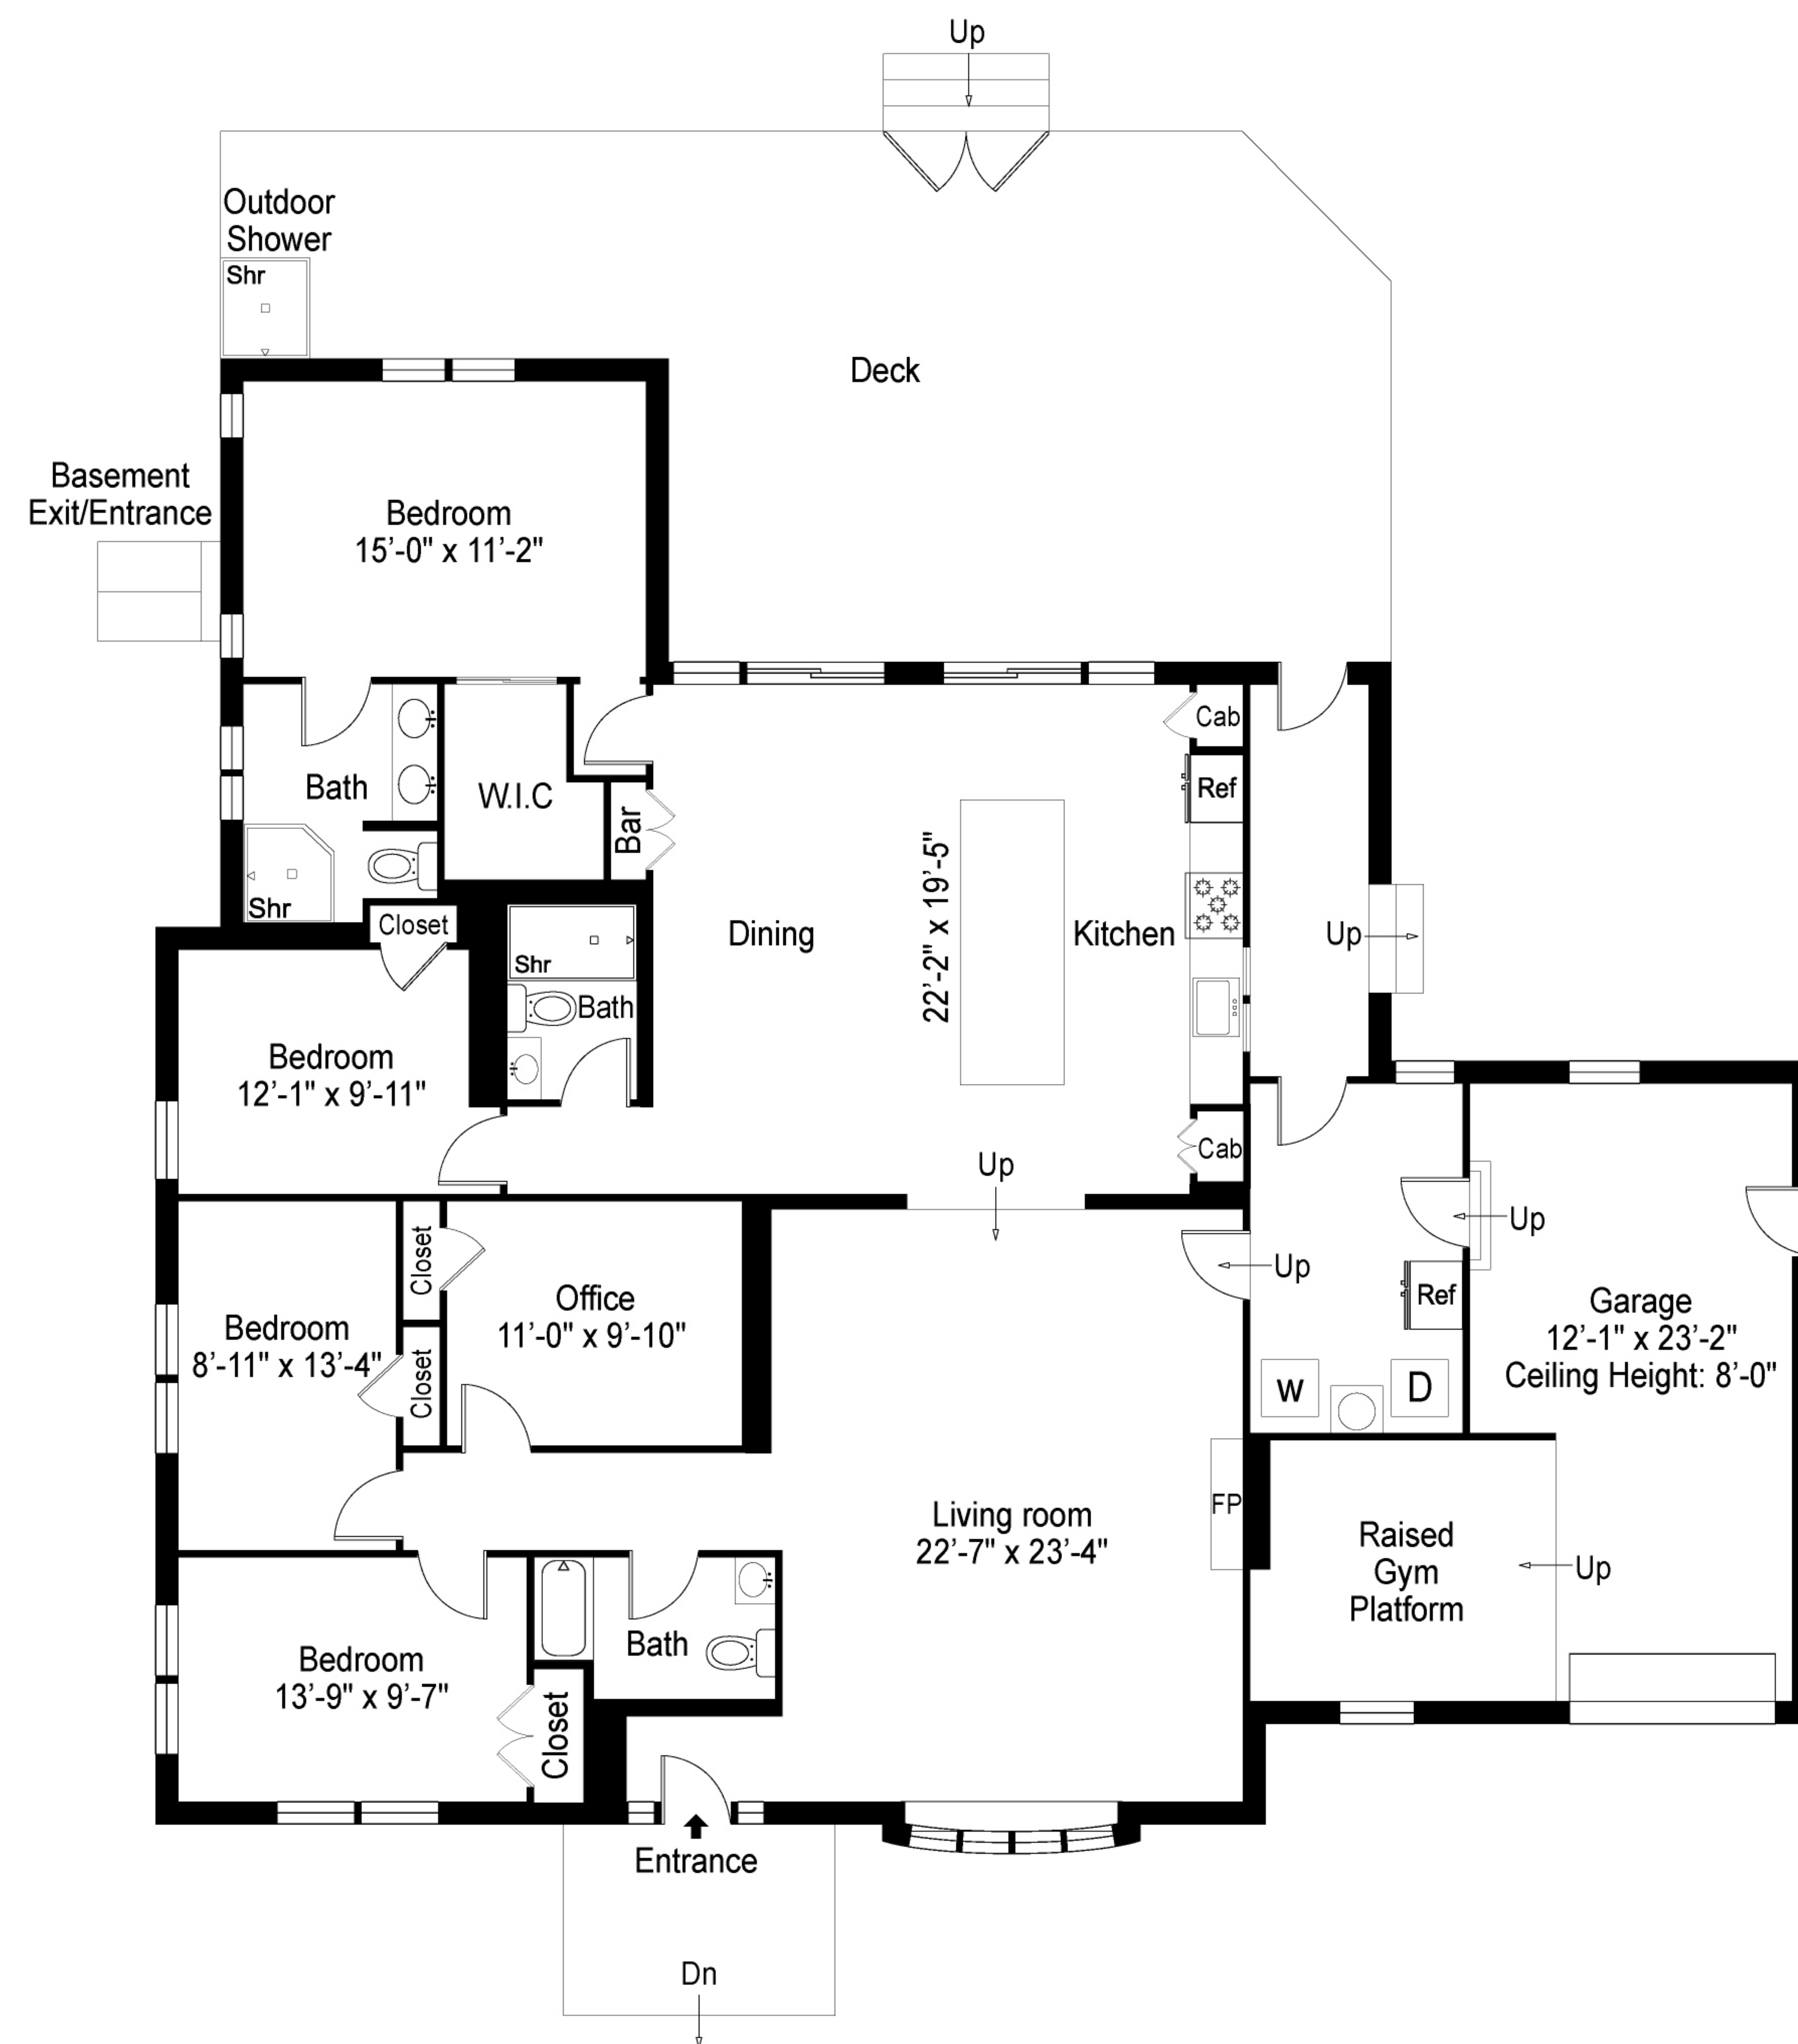 Up
Outdoor
Shower
Shr
Deck
Basement
Exit/Entrance
Bedroom
15'-0" x 11'-2"
Cab
Ref
Bath
W.I.C
Bar
Shr
Closet
22'-2" x 19'-5"
Dining
Kitchen
Up
Shr
Bath
Bedroom
12'-1" x 9'-11"
Cab
Up
Up
Up
Closet
Office
11'-0" x 9'-10"
Ref
Garage
12'-1" x 23'-2"
Ceiling Height: 8'-0"
Bedroom
8'-11" x 13'-4"
Closet
W
D
FP
Living room
22'-7" x 23'-4"
Raised
Gym
Platform
Up
Bath
Bedroom
13'-9" x 9'-7"
Closet
Entrance
Dn